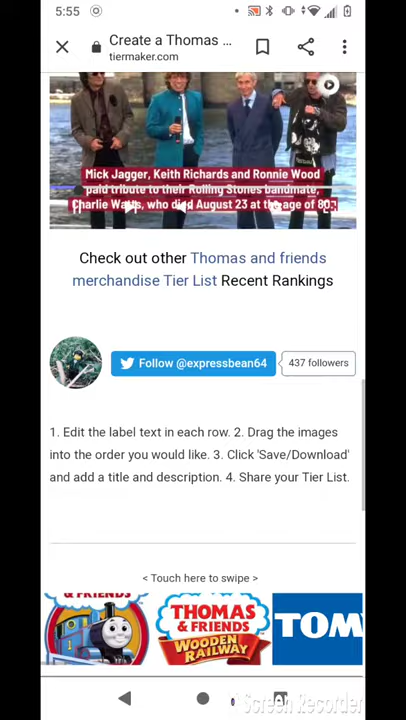 5:55
Create a Thomas ...
tiermaker.com
Mick Jagger, Keith Richards and Ronnie Wood
paid tribute to their Rolling Stones bandmate,
Charlie Watts, who died August 23 at the age of 80.
Check out other Thomas and friends
merchandise Tier List Recent Rankings
Follow @expressbean64
437 followers
1. Edit the label text in each row. 2. Drag the images
into the order you would like. 3. Click 'Save/Download'
and add a title and description. 4. Share your Tier List.
< Touch here to swipe >
& FRIENDS
THOMAS
& FRIENDS
WOODEN
RAILWAY
TOM
Screen Recorder